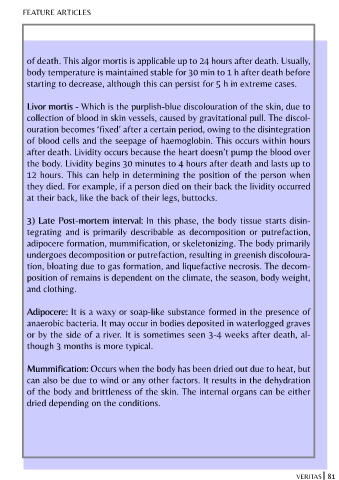 FEATURE ARTICLES
of death. This algor mortis is applicable up to 24 hours after death. Usually,
body temperature is maintained stable for 30 min to 1 h after death before
starting to decrease, although this can persist for 5 h in extreme cases.
Livor mortis - Which is the purplish-blue discolouration of the skin, due to
collection of blood in skin vessels, caused by gravitational pull. The discol-
ouration becomes 'fixed' after a certain period, owing to the disintegration
of blood cells and the seepage of haemoglobin. This occurs within hours
after death. Lividity occurs because the heart doesn't pump the blood over
the body. Lividity begins 30 minutes to 4 hours after death and lasts up to
12 hours. This can help in determining the position of the person when
they died. For example, if a person died on their back the lividity occurred
at their back, like the back of their legs, buttocks.
3) Late Post-mortem interval: In this phase, the body tissue starts disin-
tegrating and is primarily describable as decomposition or putrefaction,
adipocere formation, mummification, or skeletonizing. The body primarily
undergoes decomposition or putrefaction, resulting in greenish discoloura-
tion, bloating due to gas formation, and liquefactive necrosis. The decom-
position of remains is dependent on the climate, the season, body weight,
and clothing.
Adipocere: It is a waxy or soap-like substance formed in the presence of
anaerobic bacteria. It may occur in bodies deposited in waterlogged graves
or by the side of a river. It is sometimes seen 3-4 weeks after death, al-
though 3 months is more typical.
Mummification: Occurs when the body has been dried out due to heat, but
can also be due to wind or any other factors. It results in the dehydration
of the body and brittleness of the skin. The internal organs can be either
dried depending on the conditions.
VERITAS 81